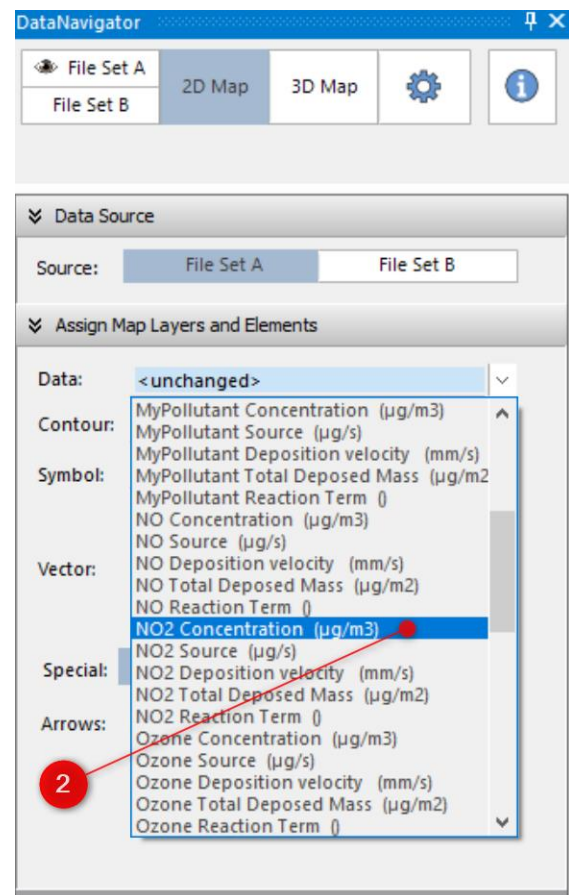 DataNavigator
File Set A
File Set B
2D Map
3D Map
Data Source
Source:
File Set A
File Set B
Assign Map Layers and Elements
Data:
<unchanged>
Contour:
Symbol:
Vector:
Special:
Arrows:
MyPollutant Concentration (µg/m3)
MyPollutant Source (µg/s)
MyPollutant Deposition velocity (mm/s)
MyPollutant Total Deposed Mass (µg/m2
MyPollutant Reaction Term ()
NO Concentration (µg/m3)
NO Source (µg/s)
NO Deposition velocity (mm/s)
NO Total Deposed Mass (µg/m2)
NO Reaction Term ()
NO2 Concentration (µg/m3)
NO2 Source (µg/s)
NO2 Deposition velocity (mm/s)
NO2 Total Deposed Mass (µg/m2)
NO2 Reaction Term ()
Ozone Concentration (µg/m3)
Ozone Source (µg/s)
Ozone Deposition velocity (mm/s)
Ozone Total Deposed Mass (µg/m2)
Ozone Reaction Term ()
2